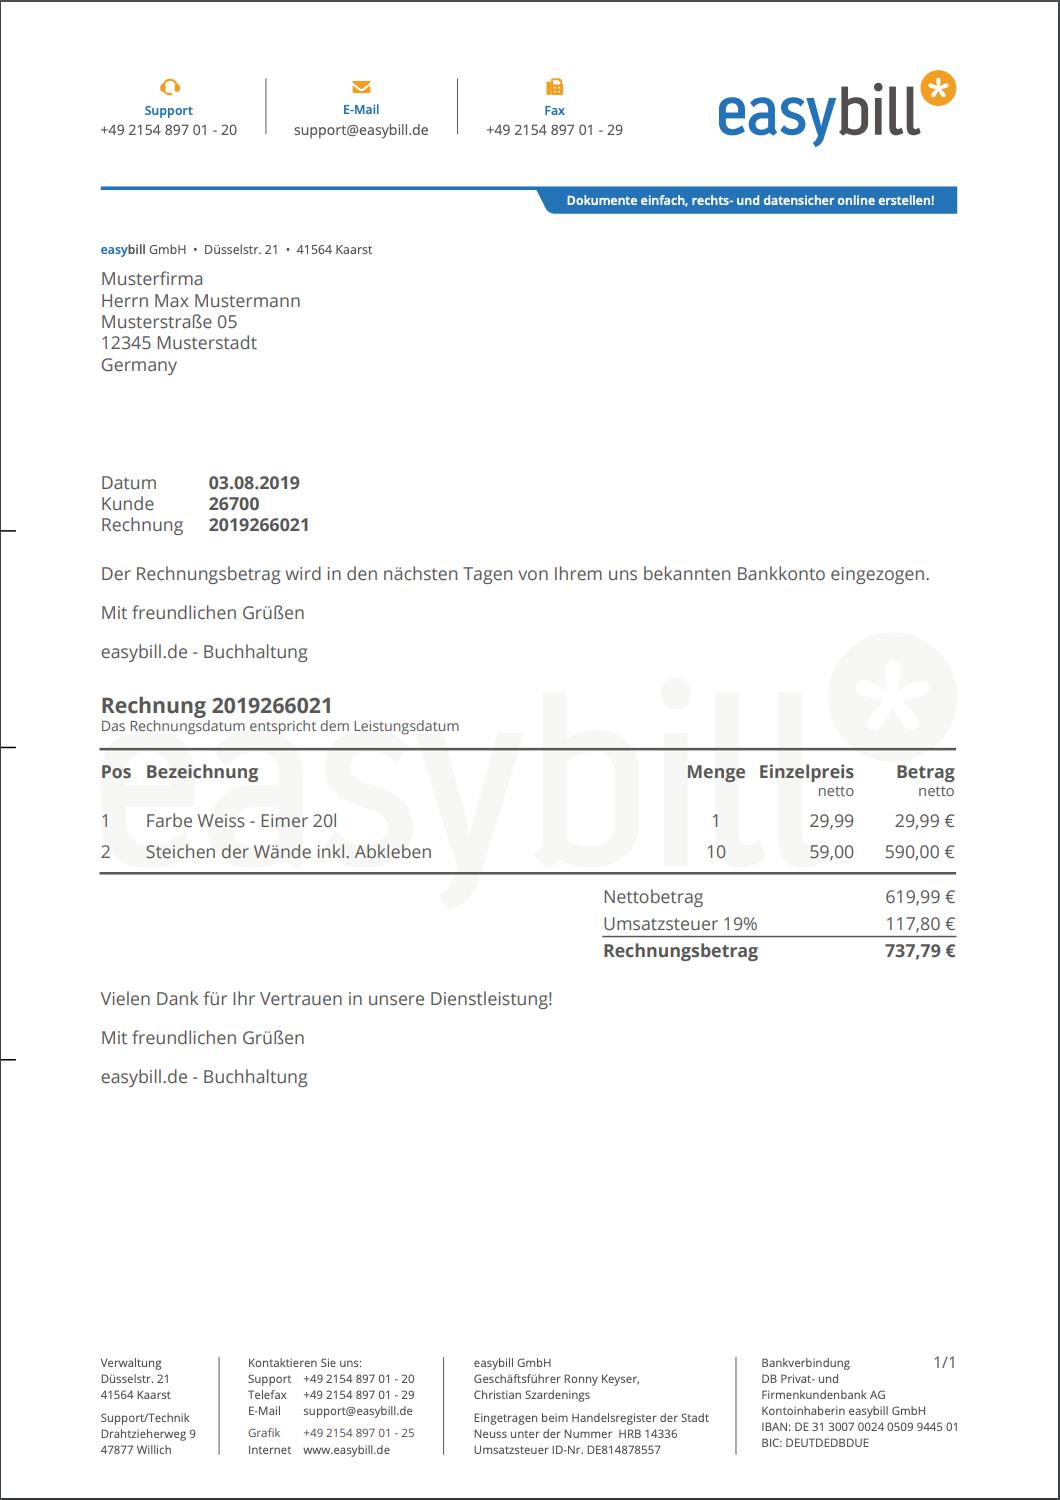 Support
+49 2154 897 01 - 20
E-Mail
support@easybill.de
Fax
+49 2154 897 01 - 29
easybill
Dokumente einfach, rechts- und datensicher online erstellen!
easybill GmbH • Düsselstr. 21 • 41564 Kaarst
Musterfirma
Herrn Max Mustermann
Musterstraße 05
12345 Musterstadt
Germany
Datum 03.08.2019
Kunde 26700
Rechnung 2019266021
Der Rechnungsbetrag wird in den nächsten Tagen von Ihrem uns bekannten Bankkonto eingezogen.
Mit freundlichen Grüßen
easybill.de - Buchhaltung
easybill
Rechnung 2019266021
Das Rechnungsdatum entspricht dem Leistungsdatum
Pos Bezeichnung Menge Einzelpreis Betrag
netto netto
1 Farbe Weiss - Eimer 20l 1 29,99 29,99 €
2 Steichen der Wände inkl. Abkleben 10 59,00 590,00 €
Nettobetrag 619,99 €
Umsatzsteuer 19% 117,80 €
Rechnungsbetrag 737,79 €
Vielen Dank für Ihr Vertrauen in unsere Dienstleistung!
Mit freundlichen Grüßen
easybill.de - Buchhaltung
Verwaltung
Düsselstr. 21
41564 Kaarst
Support/Technik
Drahtzieherweg 9
47877 Willich
Kontaktieren Sie uns:
Support +49 2154 897 01 - 20
Telefax +49 2154 897 01 - 29
E-Mail support@easybill.de
Grafik +49 2154 897 01 - 25
Internet www.easybill.de
easybill GmbH
Geschäftsführer Ronny Keyser,
Christian Szardenings
Eingetragen beim Handelsregister der Stadt
Neuss unter der Nummer HRB 14336
Umsatzsteuer ID-Nr. DE814878557
Bankverbindung
DB Privat- und
Firmenkundenbank AG
Kontoinhaberin easybill GmbH
IBAN: DE 31 3007 0024 0509 9445 01
BIC: DEUTDEDBDUE
1/1